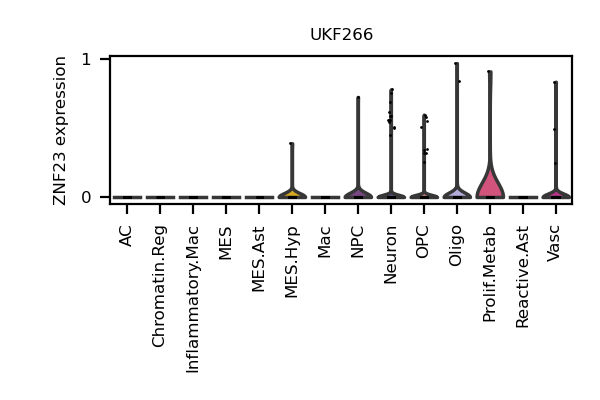 UKF266
ZNF23 expression
1
0
AC
Chromatin.Reg
Inflammatory.Mac
MES
MES.Ast
MES.Hyp
Mac
NPC
Neuron
OPC
Oligo
Prolif.Metab
Reactive.Ast
Vasc